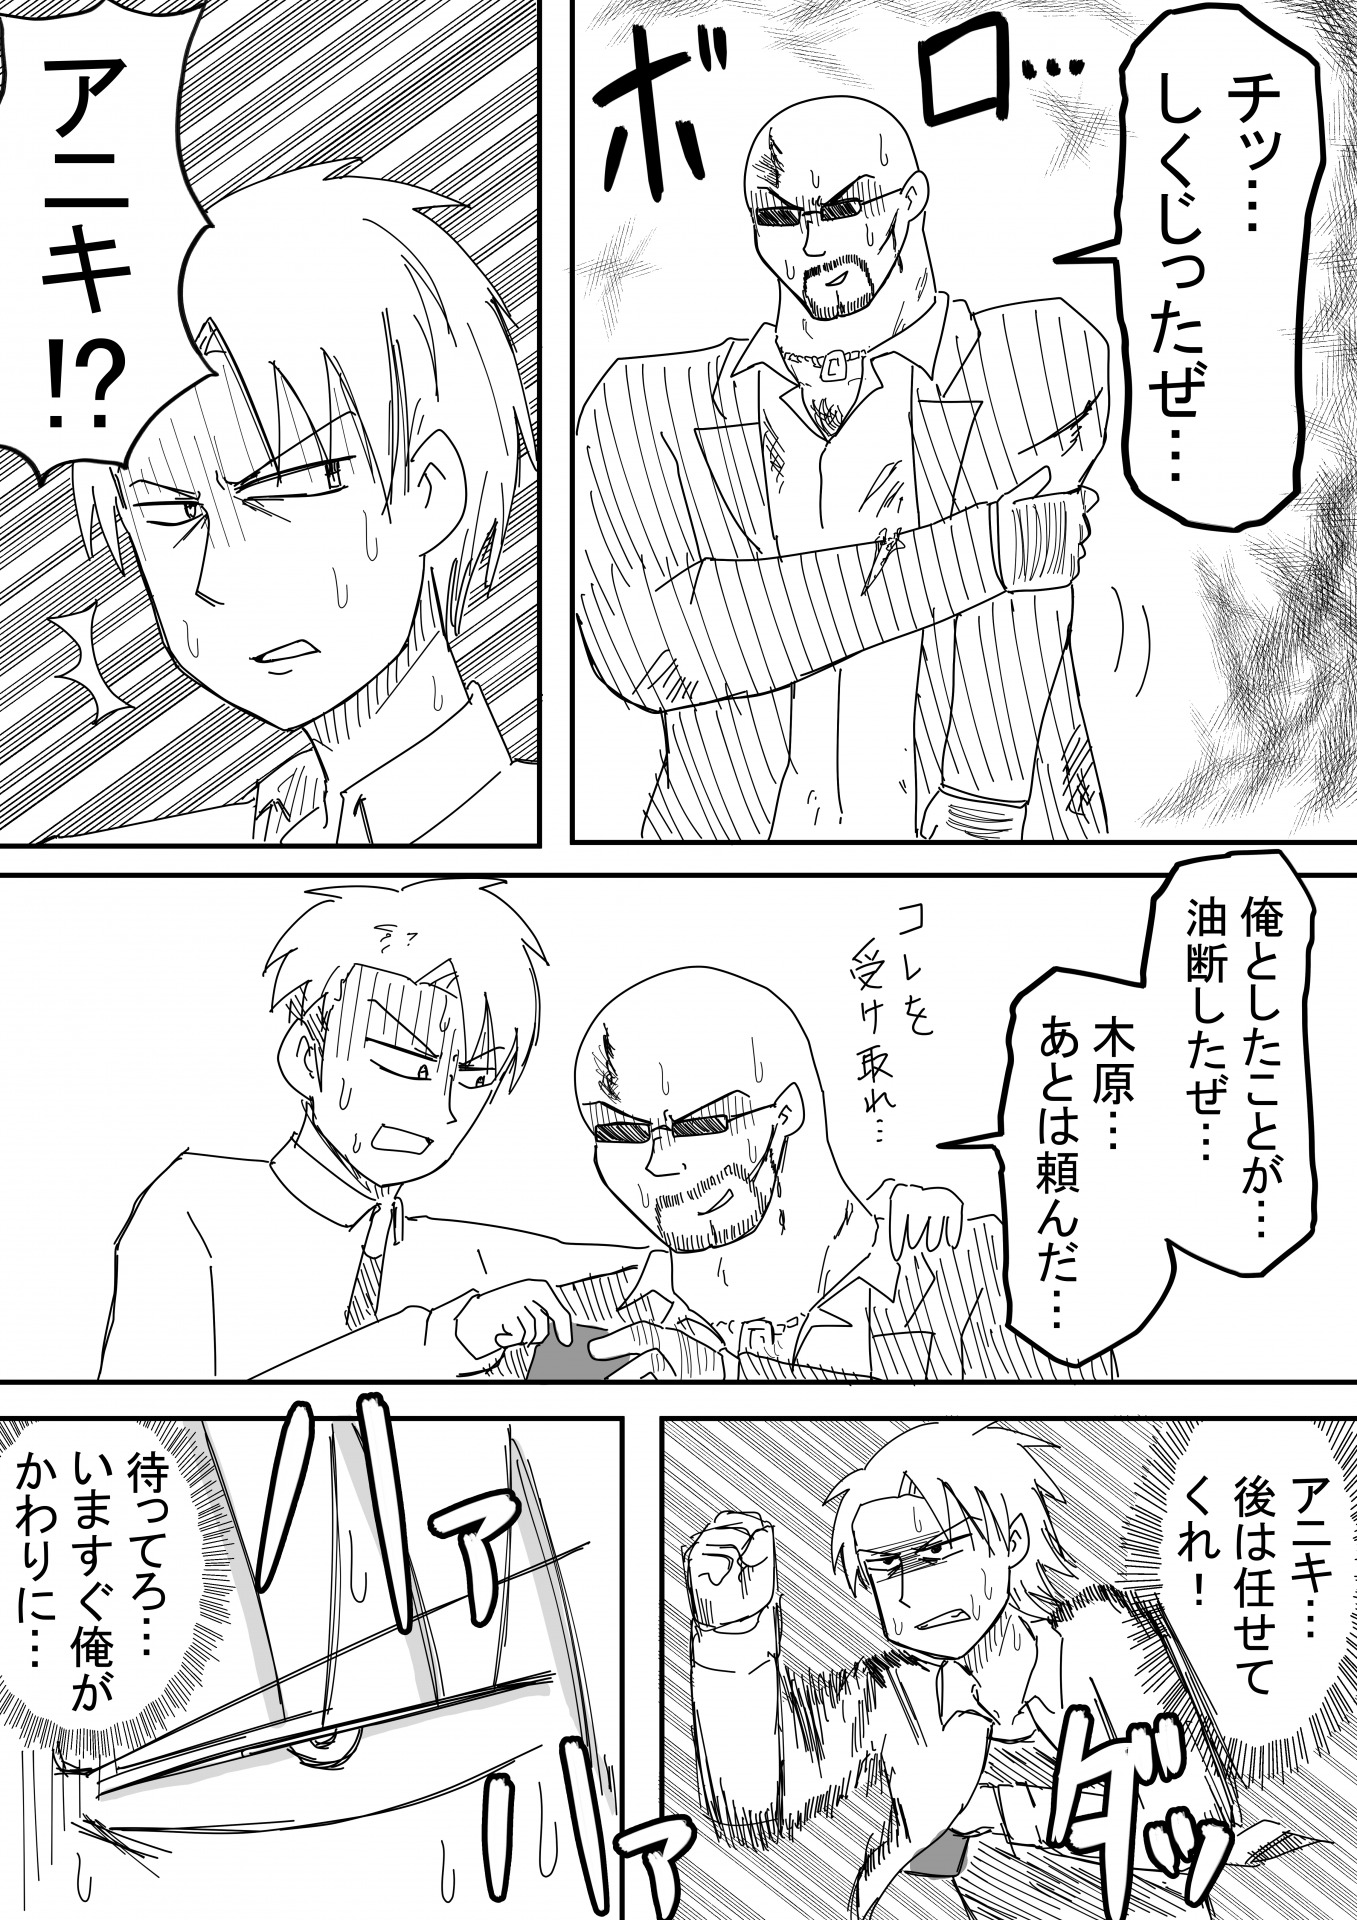 チッ…
しくじったぜ…
ボロ…
アニキ!?
俺としたことが…
油断したぜ…
木原…
あとは頼んだ…
コレを
受け取れ…
アニキ…
後は任せて
くれ!
ダッ
待ってろ…
いますぐ俺が
かわりに…
ハァ
ハァ